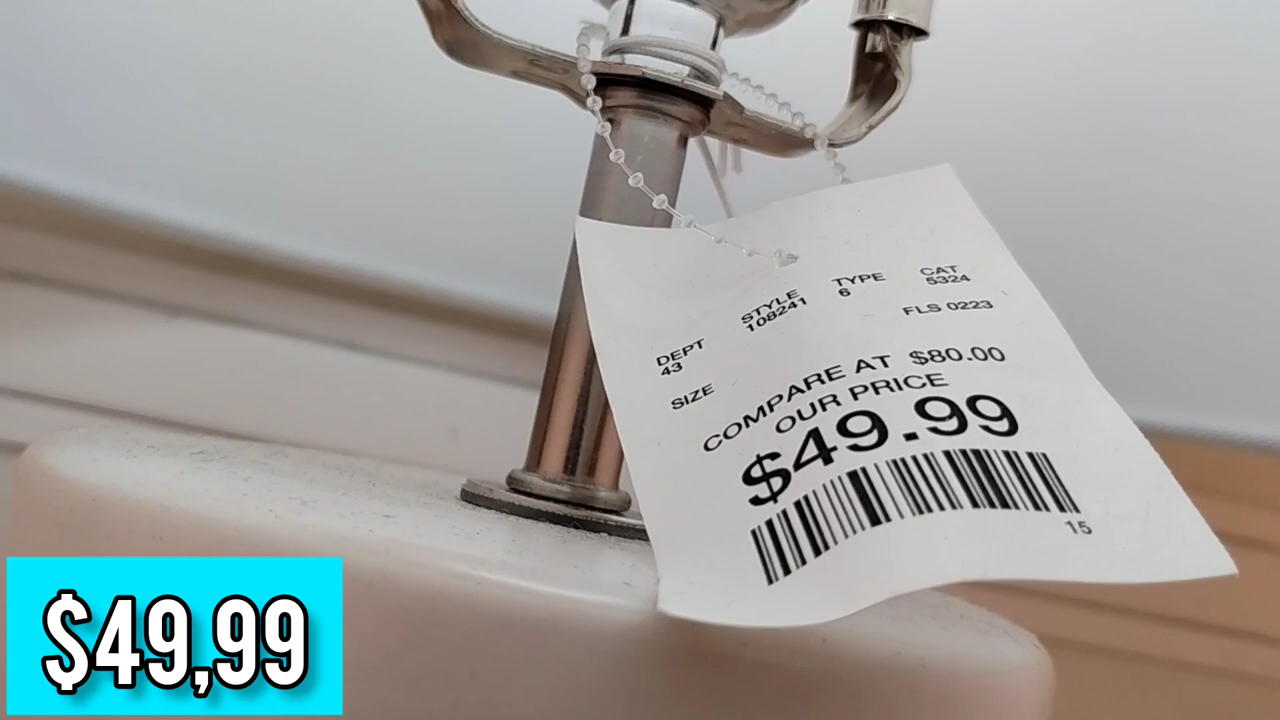 DEPT STYLE TYPE CAT
43 108241 6 5324
SIZE FLS 0223
COMPARE AT $80.00
OUR PRICE
$49.99
15
$49,99